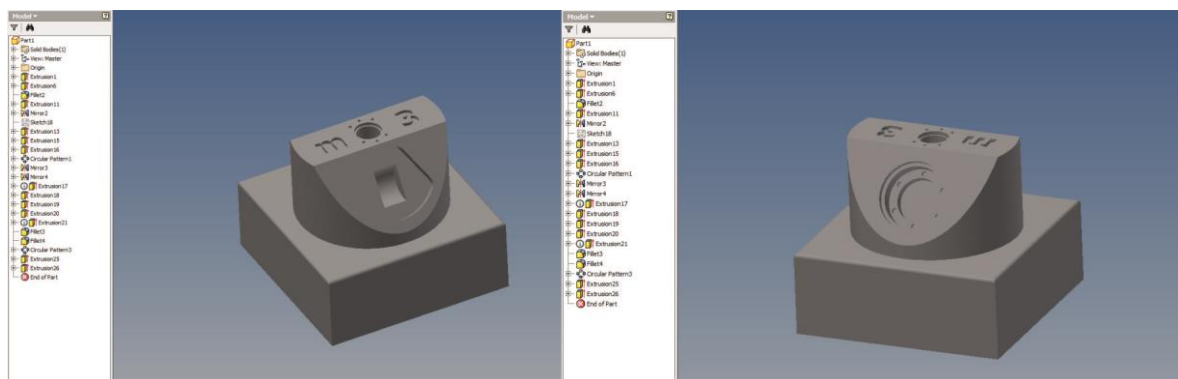 Model
Part1
Solid Bodies(1)
View: Master
Origin
Extrusion1
Extrusion6
Fillet2
Extrusion11
Mirror2
Sketch18
Extrusion13
Extrusion15
Extrusion16
Circular Pattern1
Mirror3
Mirror4
Extrusion17
Extrusion18
Extrusion19
Extrusion20
Extrusion21
Fillet3
Fillet4
Circular Pattern3
Extrusion25
Extrusion26
End of Part
Model
Part1
Solid Bodies(1)
View: Master
Origin
Extrusion1
Extrusion6
Fillet2
Extrusion11
Mirror2
Sketch18
Extrusion13
Extrusion15
Extrusion16
Circular Pattern1
Mirror3
Mirror4
Extrusion17
Extrusion18
Extrusion19
Extrusion20
Extrusion21
Fillet3
Fillet4
Circular Pattern3
Extrusion25
Extrusion26
End of Part